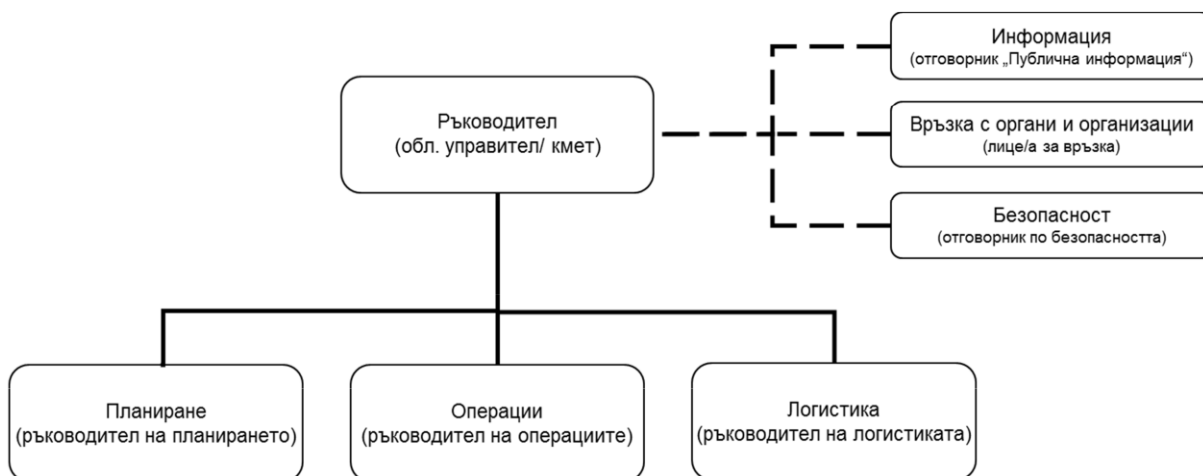 Информация
(отговорник „Публична информация“)
Ръководител
(обл. управител/ кмет)
Връзка с органи и организации
(лице/а за връзка)
Безопасност
(отговорник по безопасността)
Планиране
(ръководител на планирането)
Операции
(ръководител на операциите)
Логистика
(ръководител на логистиката)